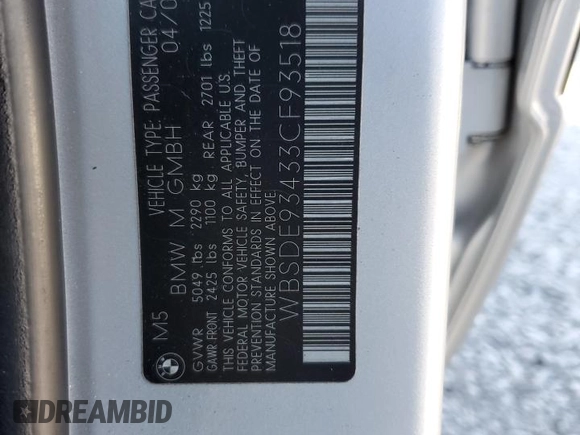 M5 VEHICLE TYPE: PASSENGER CA
BMW M GMBH 04/0
GVWR 5049 lbs 2290 kg
GAWR FRONT 2425 lbs 1100 kg REAR 2701 lbs 1225
THIS VEHICLE CONFORMS TO ALL APPLICABLE U.S.
FEDERAL MOTOR VEHICLE SAFETY, BUMPER AND THEFT
PREVENTION STANDARDS IN EFFECT ON THE DATE OF
MANUFACTURE SHOWN ABOVE.
WBSDE93433CF93518
BMW
DREAMBID